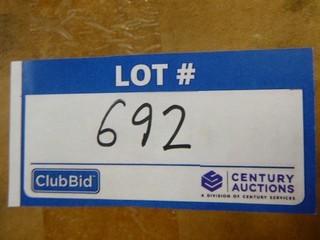 LOT #
692
ClubBid
CENTURY
AUCTIONS
A DIVISION OF CENTURY SERVICES